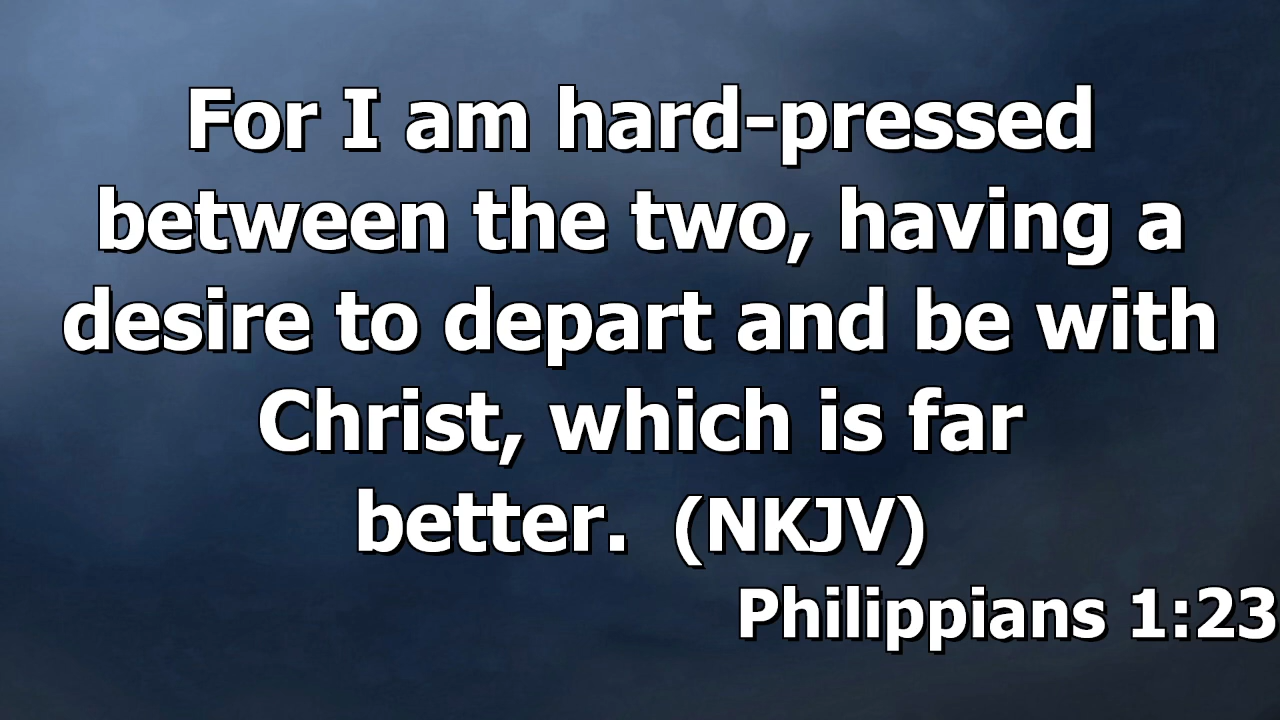 For I am hard-pressed
between the two, having a
desire to depart and be with
Christ, which is far
better.  (NKJV)
Philippians 1:23